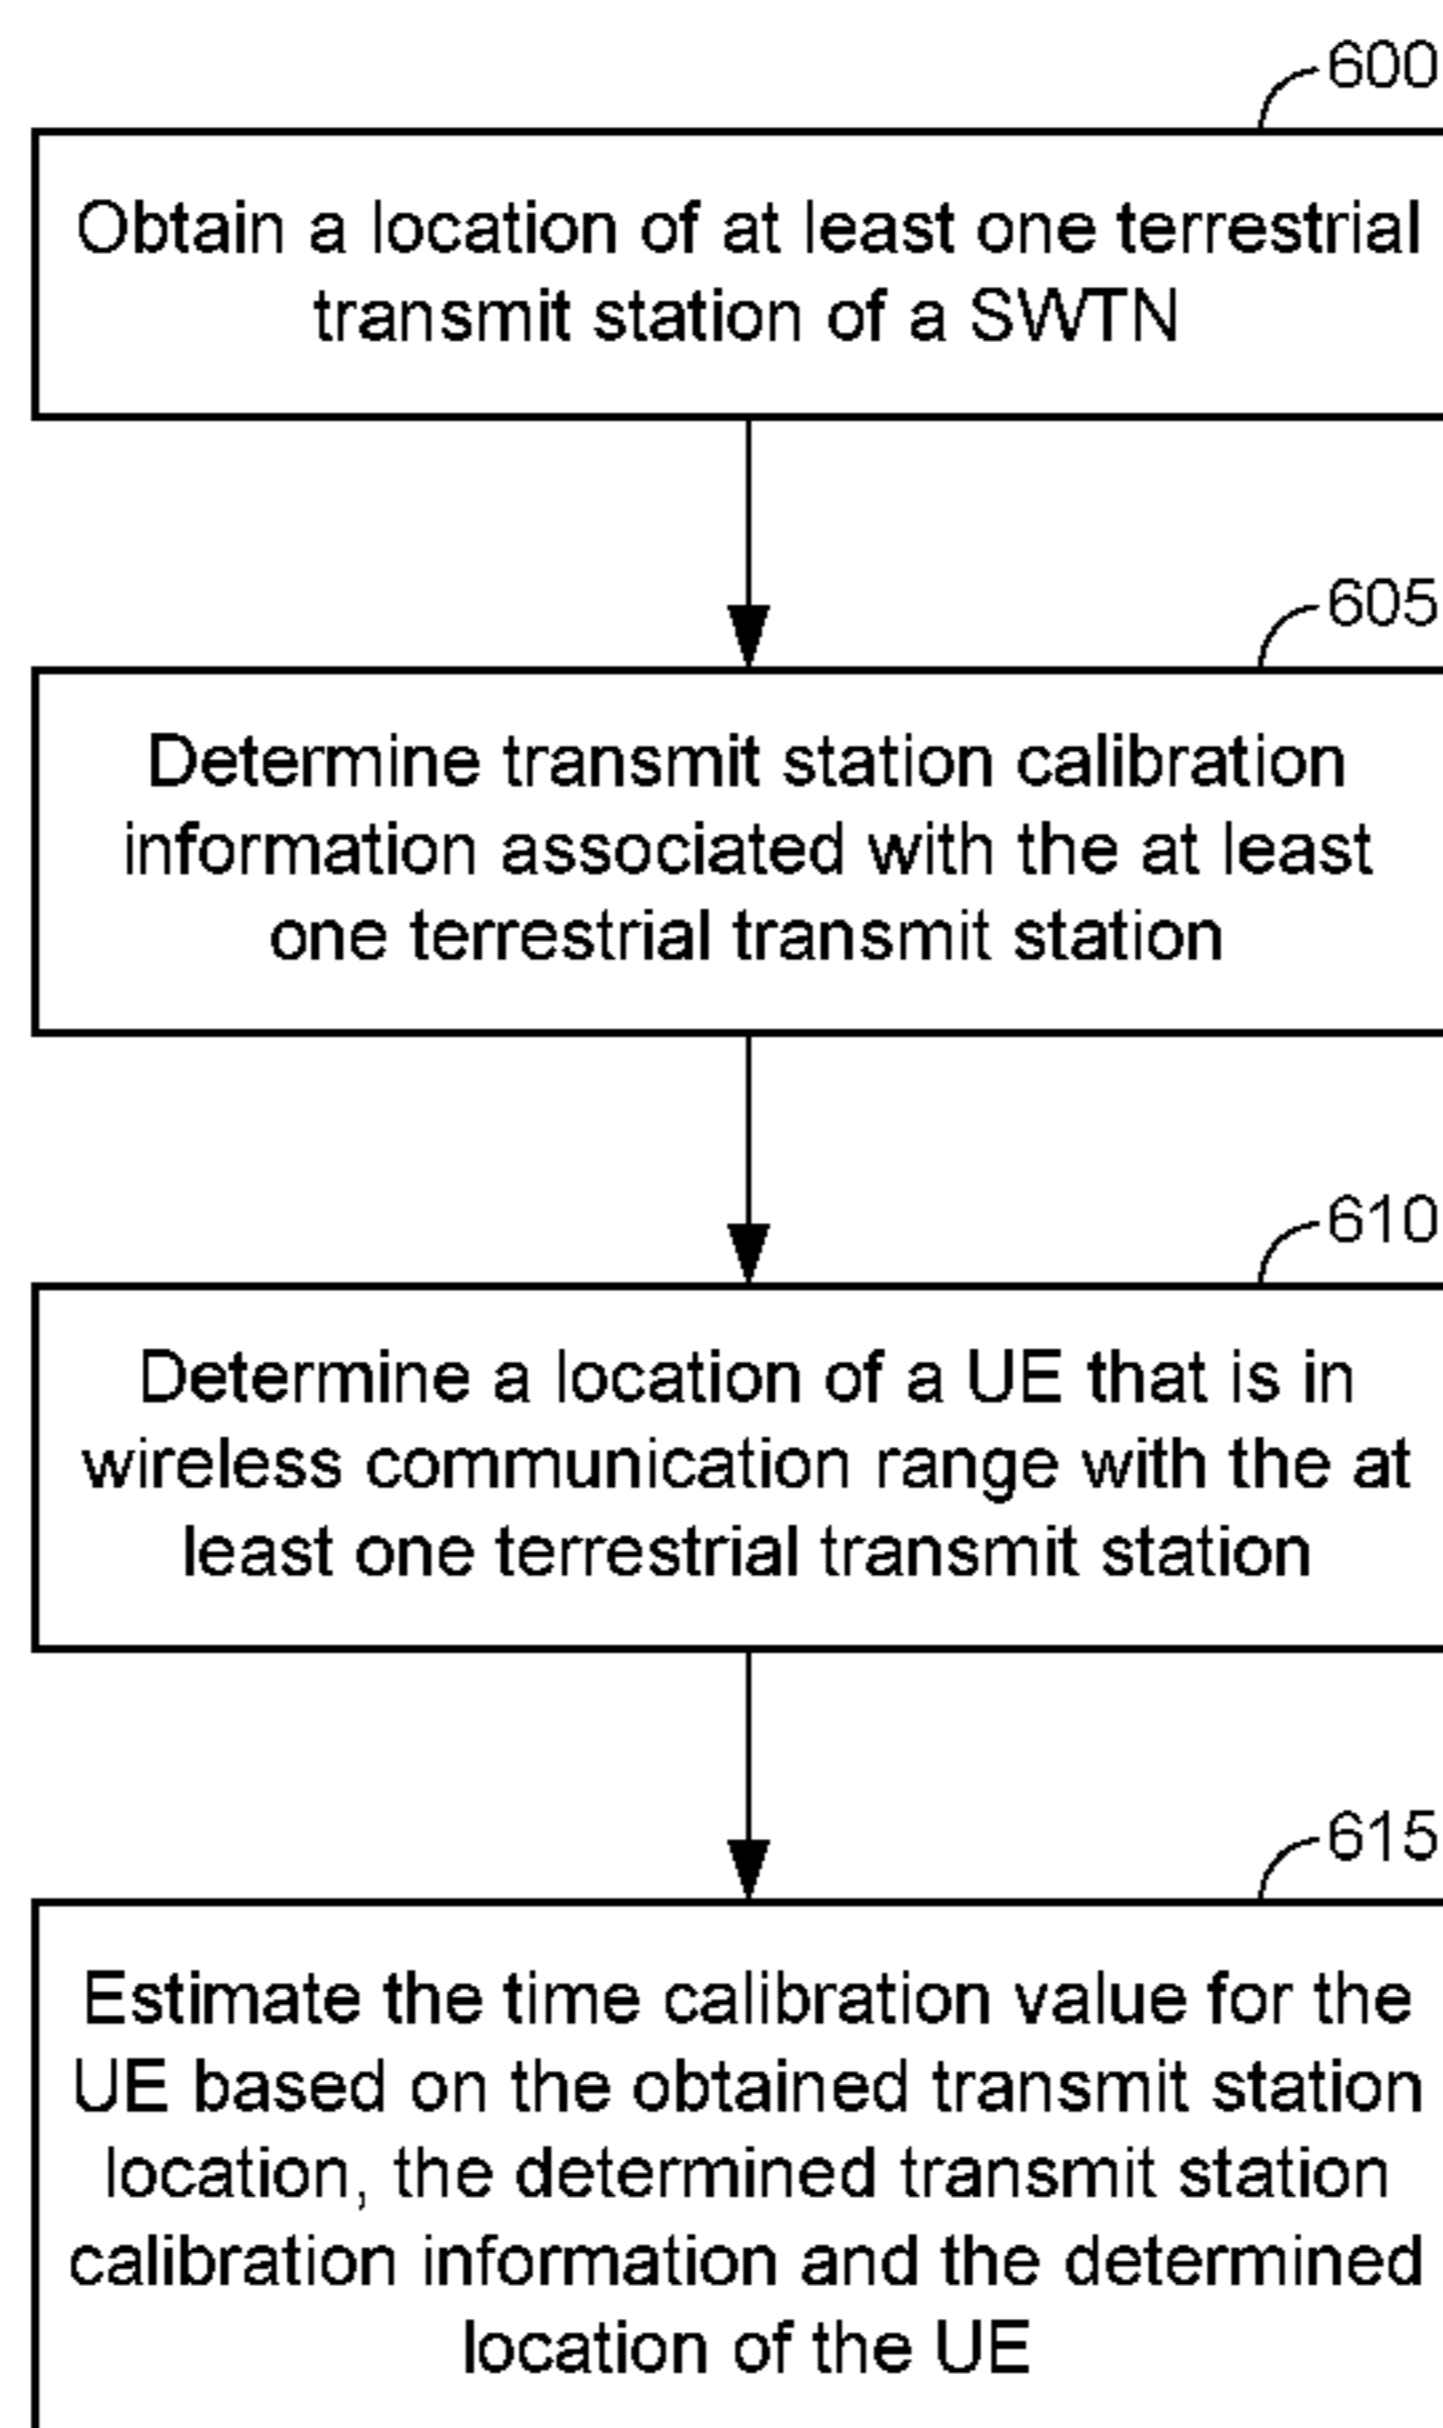 600
Obtain a location of at least one terrestrial
transmit station of a SWTN
605
Determine transmit station calibration
information associated with the at least
one terrestrial transmit station
610
Determine a location of a UE that is in
wireless communication range with the at
least one terrestrial transmit station
615
Estimate the time calibration value for the
UE based on the obtained transmit station
location, the determined transmit station
calibration information and the determined
location of the UE